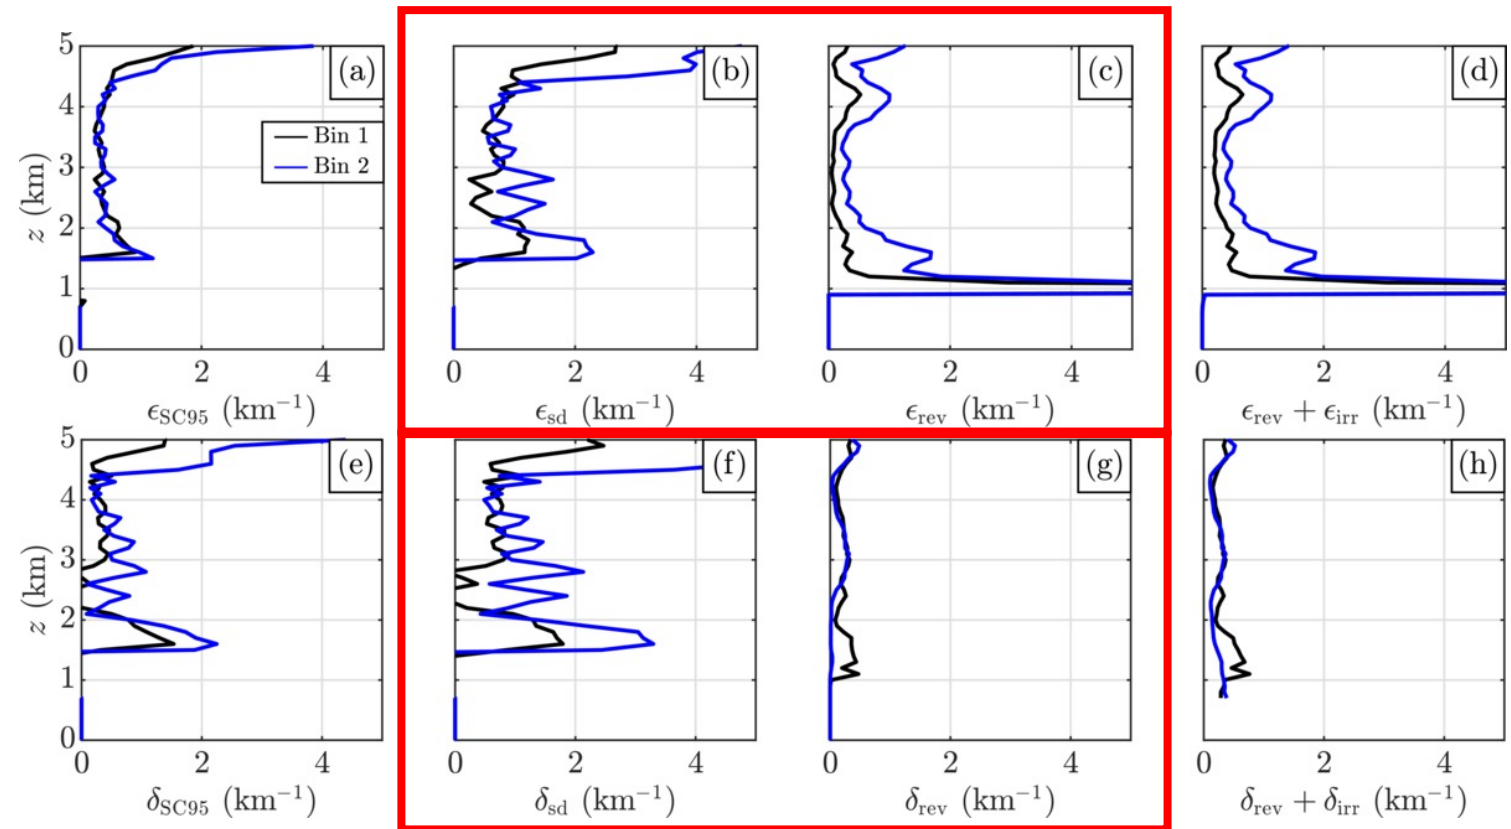 5
4
3
2
1
0
z (km)
(a)
Bin 1
Bin 2
0 2 4
ϵSC95 (km−1)
(b)
0 2 4
ϵsd (km−1)
(c)
0 2 4
ϵrev (km−1)
(d)
0 2 4
ϵrev + ϵirr (km−1)
5
4
3
2
1
0
z (km)
(e)
0 2 4
δSC95 (km−1)
(f)
0 2 4
δsd (km−1)
(g)
0 2 4
δrev (km−1)
(h)
0 2 4
δrev + δirr (km−1)